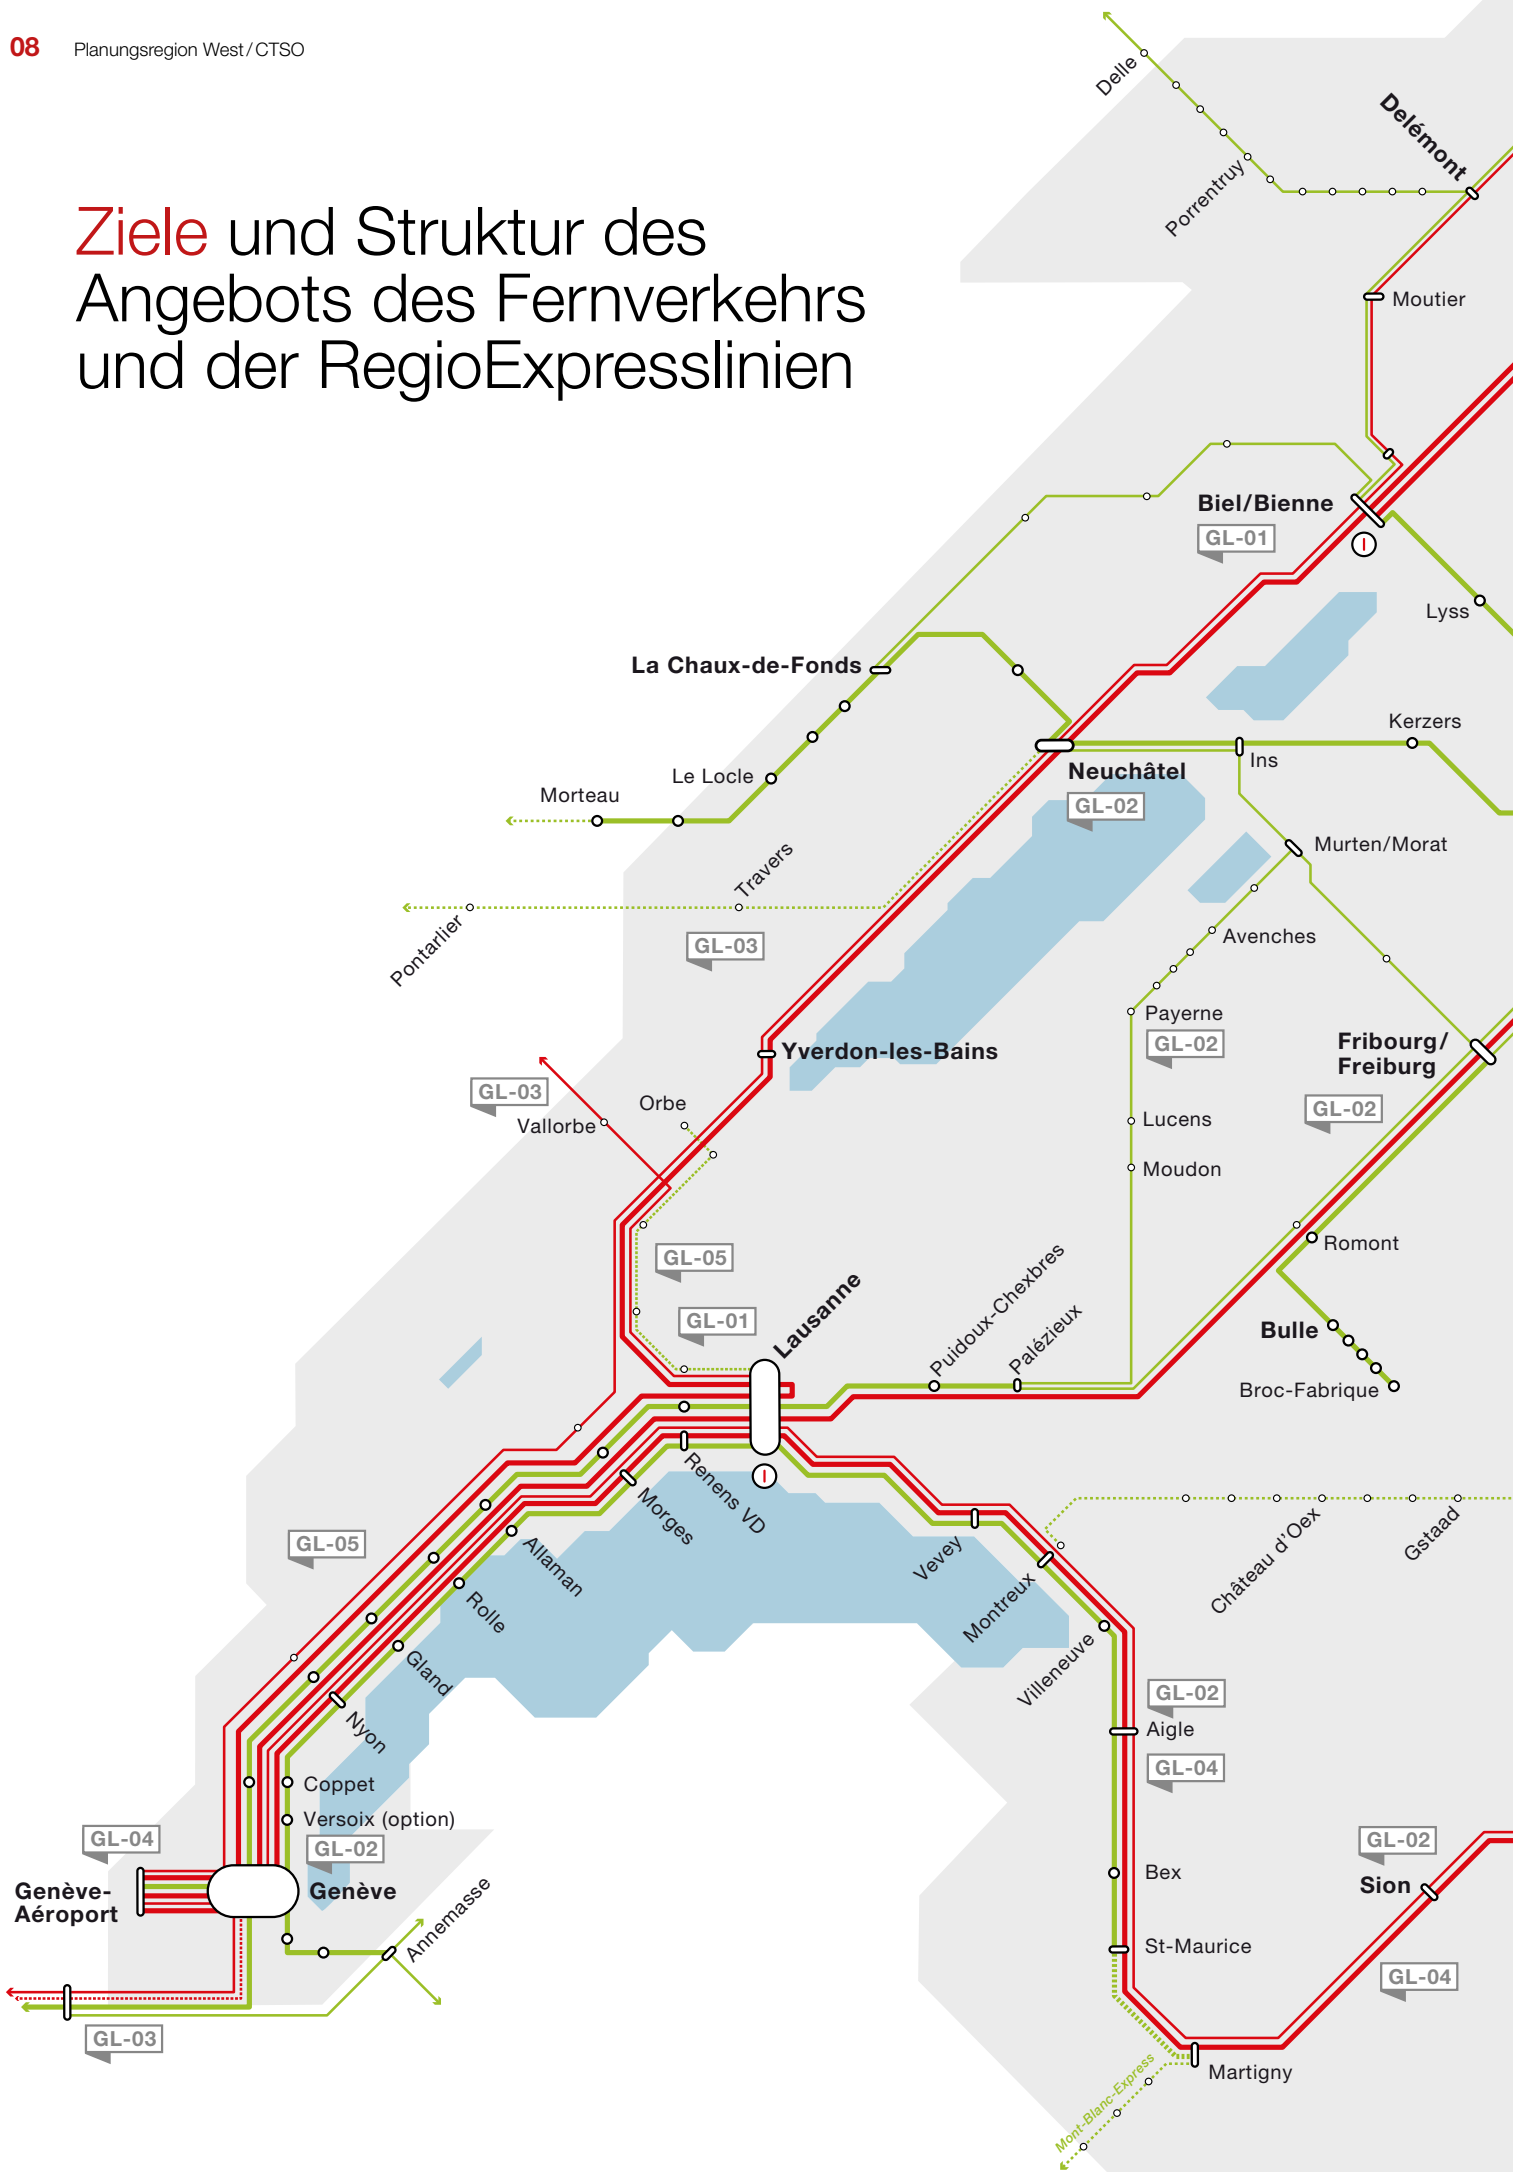 08 Planungsregion West / CTSO
Ziele und Struktur des
Angebots des Fernverkehrs
und der RegioExpresslinien
Delle
Delémont
Porrentruy
Moutier
Biel/Bienne
GL-01
I
Lyss
La Chaux-de-Fonds
Kerzers
Ins
Neuchâtel
GL-02
Le Locle
Morteau
Murten/Morat
Travers
Pontarlier
GL-03
Avenches
Payerne
GL-02
Fribourg/
Freiburg
GL-02
Yverdon-les-Bains
GL-03
Orbe
Vallorbe
Lucens
Moudon
GL-05
Romont
GL-01
Lausanne
Puidoux-Chexbres
Palézieux
Bulle
Broc-Fabrique
I
Renens VD
Morges
GL-05
Allaman
Rolle
Gland
Nyon
Vevey
Montreux
Villeneuve
Château d'Oex
Gstaad
GL-02
Aigle
GL-04
Coppet
Versoix (option)
GL-04
GL-02
Genève-
Aéroport
Genève
Annemasse
GL-03
Bex
St-Maurice
GL-02
Sion
GL-04
Martigny
Mont-Blanc-Express